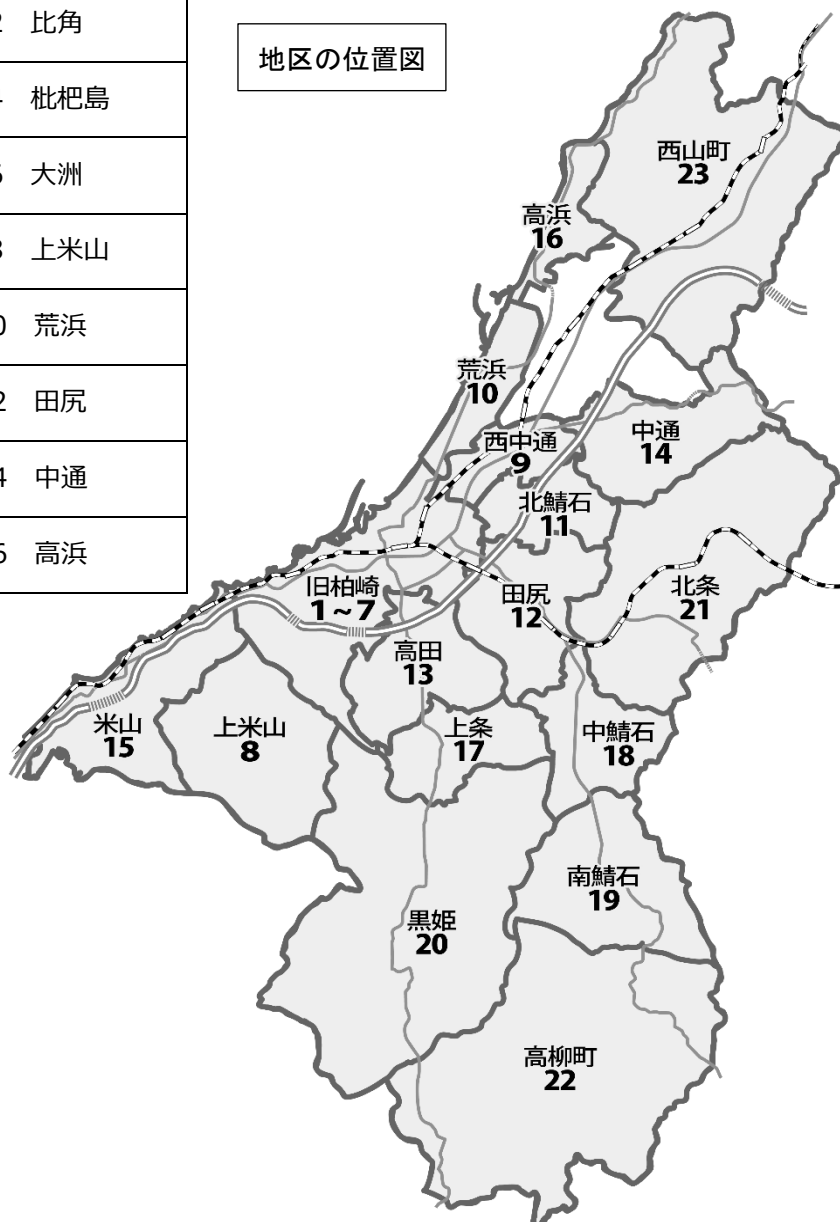 2 比角
4 枇杷島
6 大洲
8 上米山
0 荒浜
2 田尻
4 中通
6 高浜
地区の位置図
西山町
23
高浜
16
荒浜
10
西中通
9
中通
14
北鯖石
11
旧柏崎
1~7
田尻
12
北条
21
高田
13
米山
15
上米山
8
上条
17
中鯖石
18
南鯖石
19
黒姫
20
高柳町
22